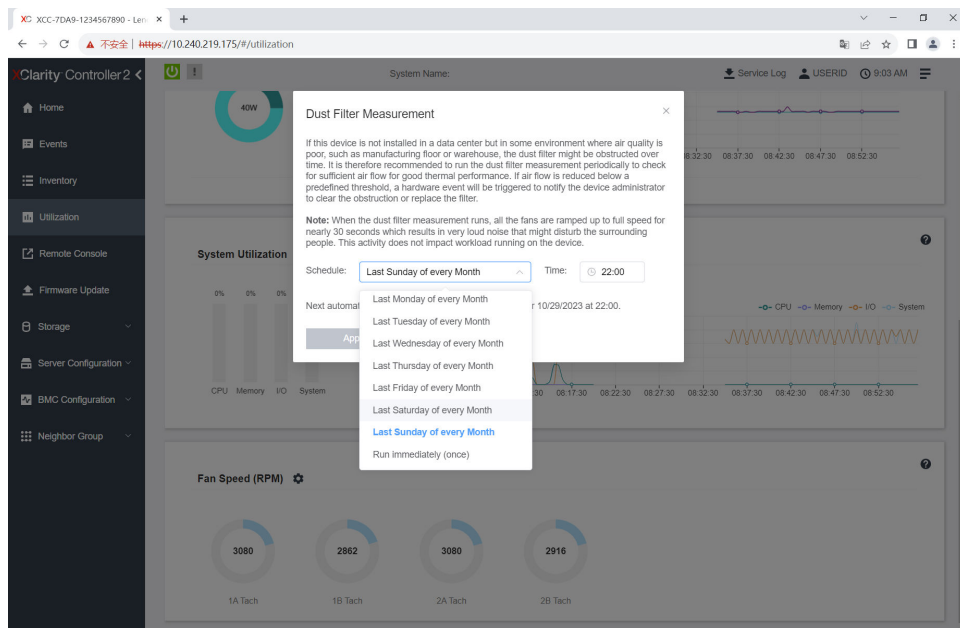 XC XCC-7DA9-1234567890 - Len
不安全 | https://10.240.219.175/#/utilization
XClarity Controller 2
System Name:
Service Log
USERID
9:03 AM
Home
Events
Inventory
Utilization
Remote Console
Firmware Update
Storage
Server Configuration
BMC Configuration
Neighbor Group
40W
08:32:30 08:37:30 08:42:30 08:47:30 08:52:30
Dust Filter Measurement
If this device is not installed in a data center but in some environment where air quality is
poor, such as manufacturing floor or warehouse, the dust filter might be obstructed over
time. It is therefore recommended to run the dust filter measurement periodically to check
for sufficient air flow for good thermal performance. If air flow is reduced below a
predefined threshold, a hardware event will be triggered to notify the device administrator
to clear the obstruction or replace the filter.
Note: When the dust filter measurement runs, all the fans are ramped up to full speed for
nearly 30 seconds which results in very loud noise that might disturb the surrounding
people. This activity does not impact workload running on the device.
Schedule: Last Sunday of every Month Time: 22:00
Next automat r 10/29/2023 at 22:00.
App
Last Monday of every Month
Last Tuesday of every Month
Last Wednesday of every Month
Last Thursday of every Month
Last Friday of every Month
Last Saturday of every Month
Last Sunday of every Month
Run immediately (once)
System Utilization
0% 0% 0%
CPU Memory I/O System
CPU Memory I/O System
:30 08:17:30 08:22:30 08:27:30 08:32:30 08:37:30 08:42:30 08:47:30 08:52:30
Fan Speed (RPM)
3080 2862 3080 2916
1A Tach 1B Tach 2A Tach 2B Tach